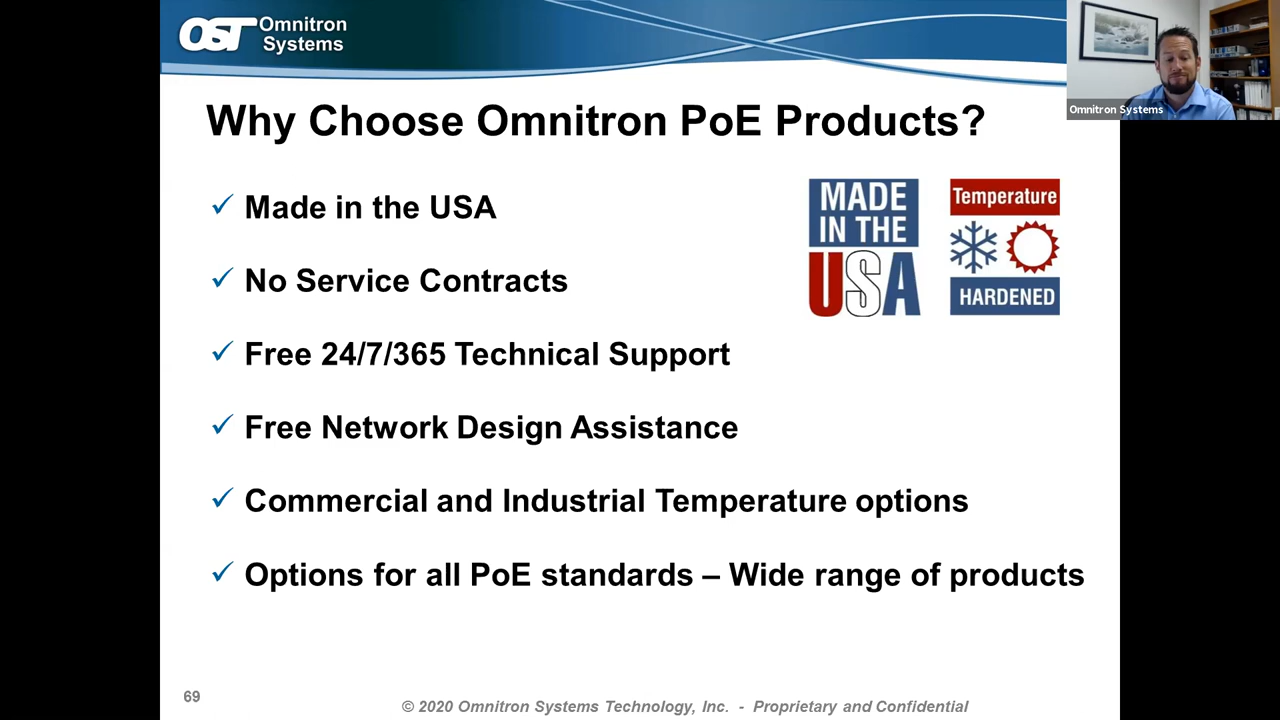 OST Omnitron
Systems
Omnitron Systems
Why Choose Omnitron PoE Products?
✓ Made in the USA
✓ No Service Contracts
✓ Free 24/7/365 Technical Support
✓ Free Network Design Assistance
✓ Commercial and Industrial Temperature options
✓ Options for all PoE standards – Wide range of products
MADE
IN THE
USA
Temperature
HARDENED
69
© 2020 Omnitron Systems Technology, Inc. - Proprietary and Confidential